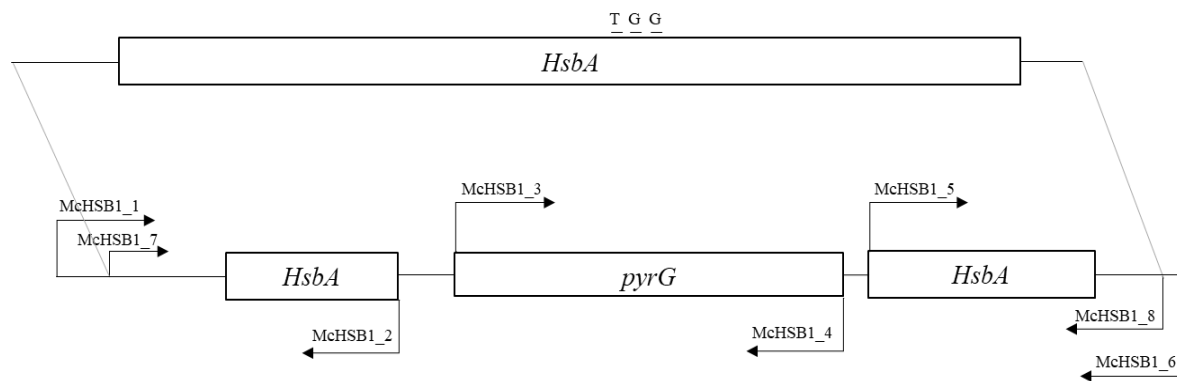 T G G
HsbA
McHSB1_1
McHSB1_3
McHSB1_5
McHSB1_7
HsbA
pyrG
HsbA
McHSB1_2
McHSB1_4
McHSB1_8
McHSB1_6